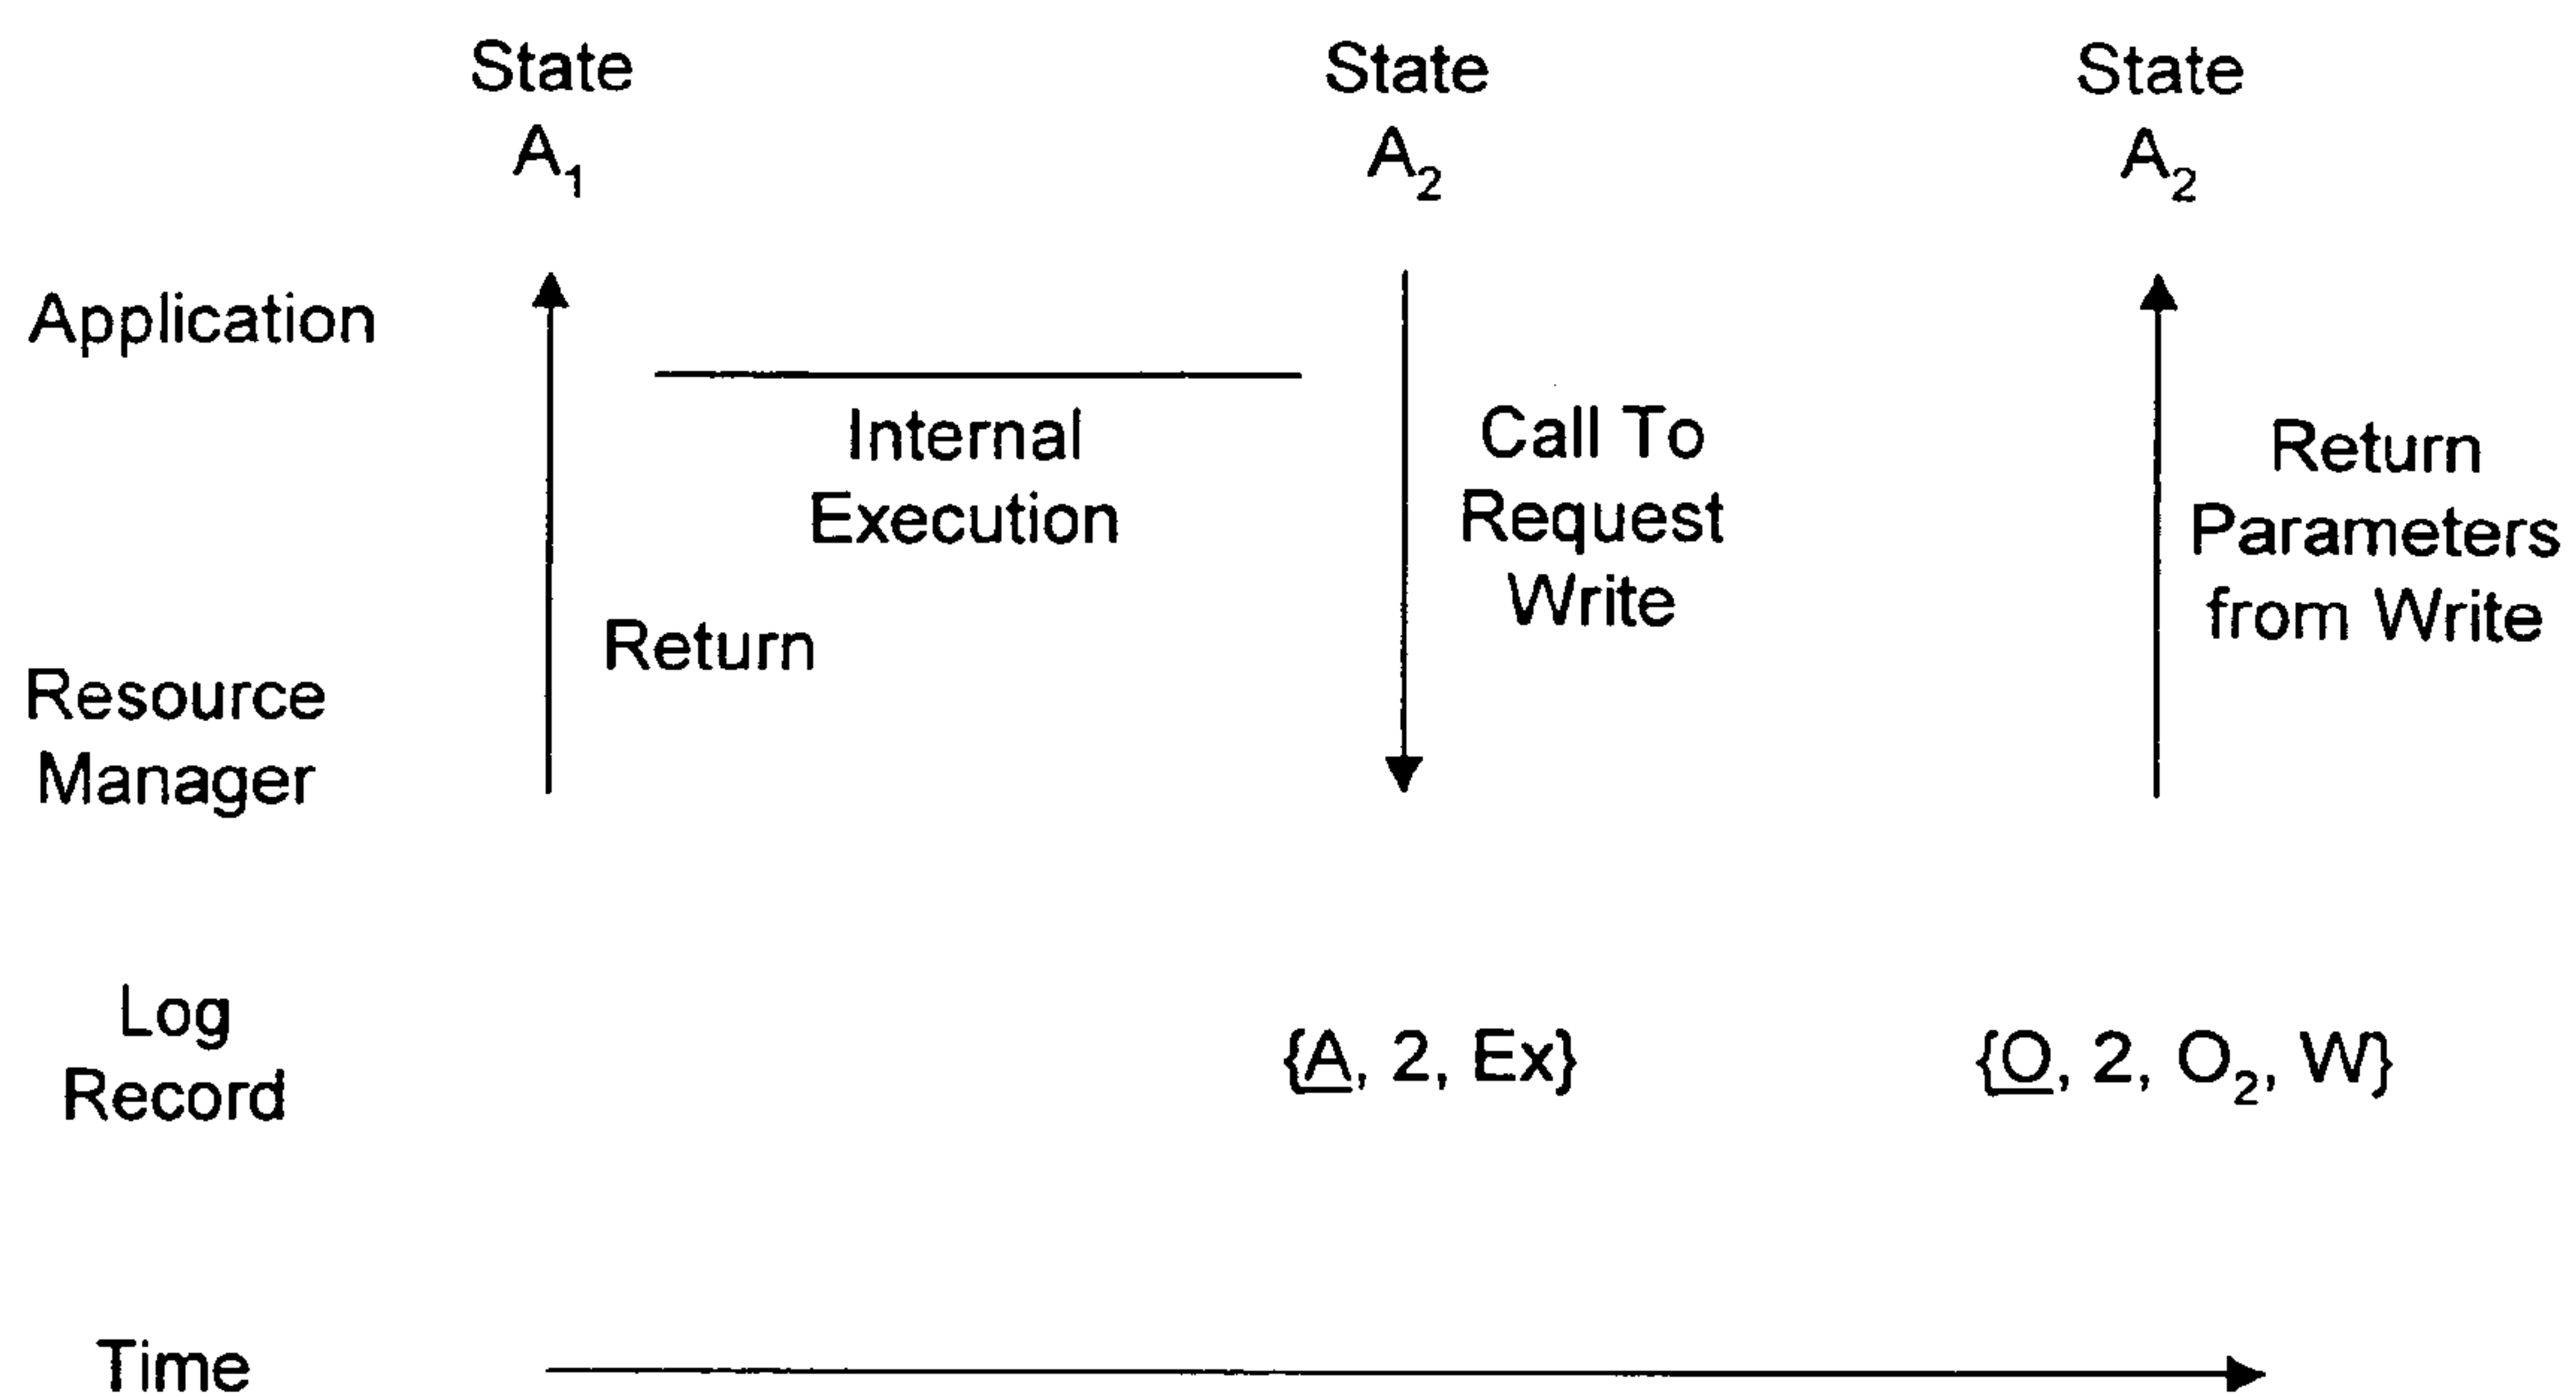 State
A₁
State
A₂
State
A₂
Application
Internal
Execution
Call To
Request
Write
Return
Parameters
from Write
Return
Resource
Manager
Log
Record
{A, 2, Ex}
{O, 2, O₂, W}
Time